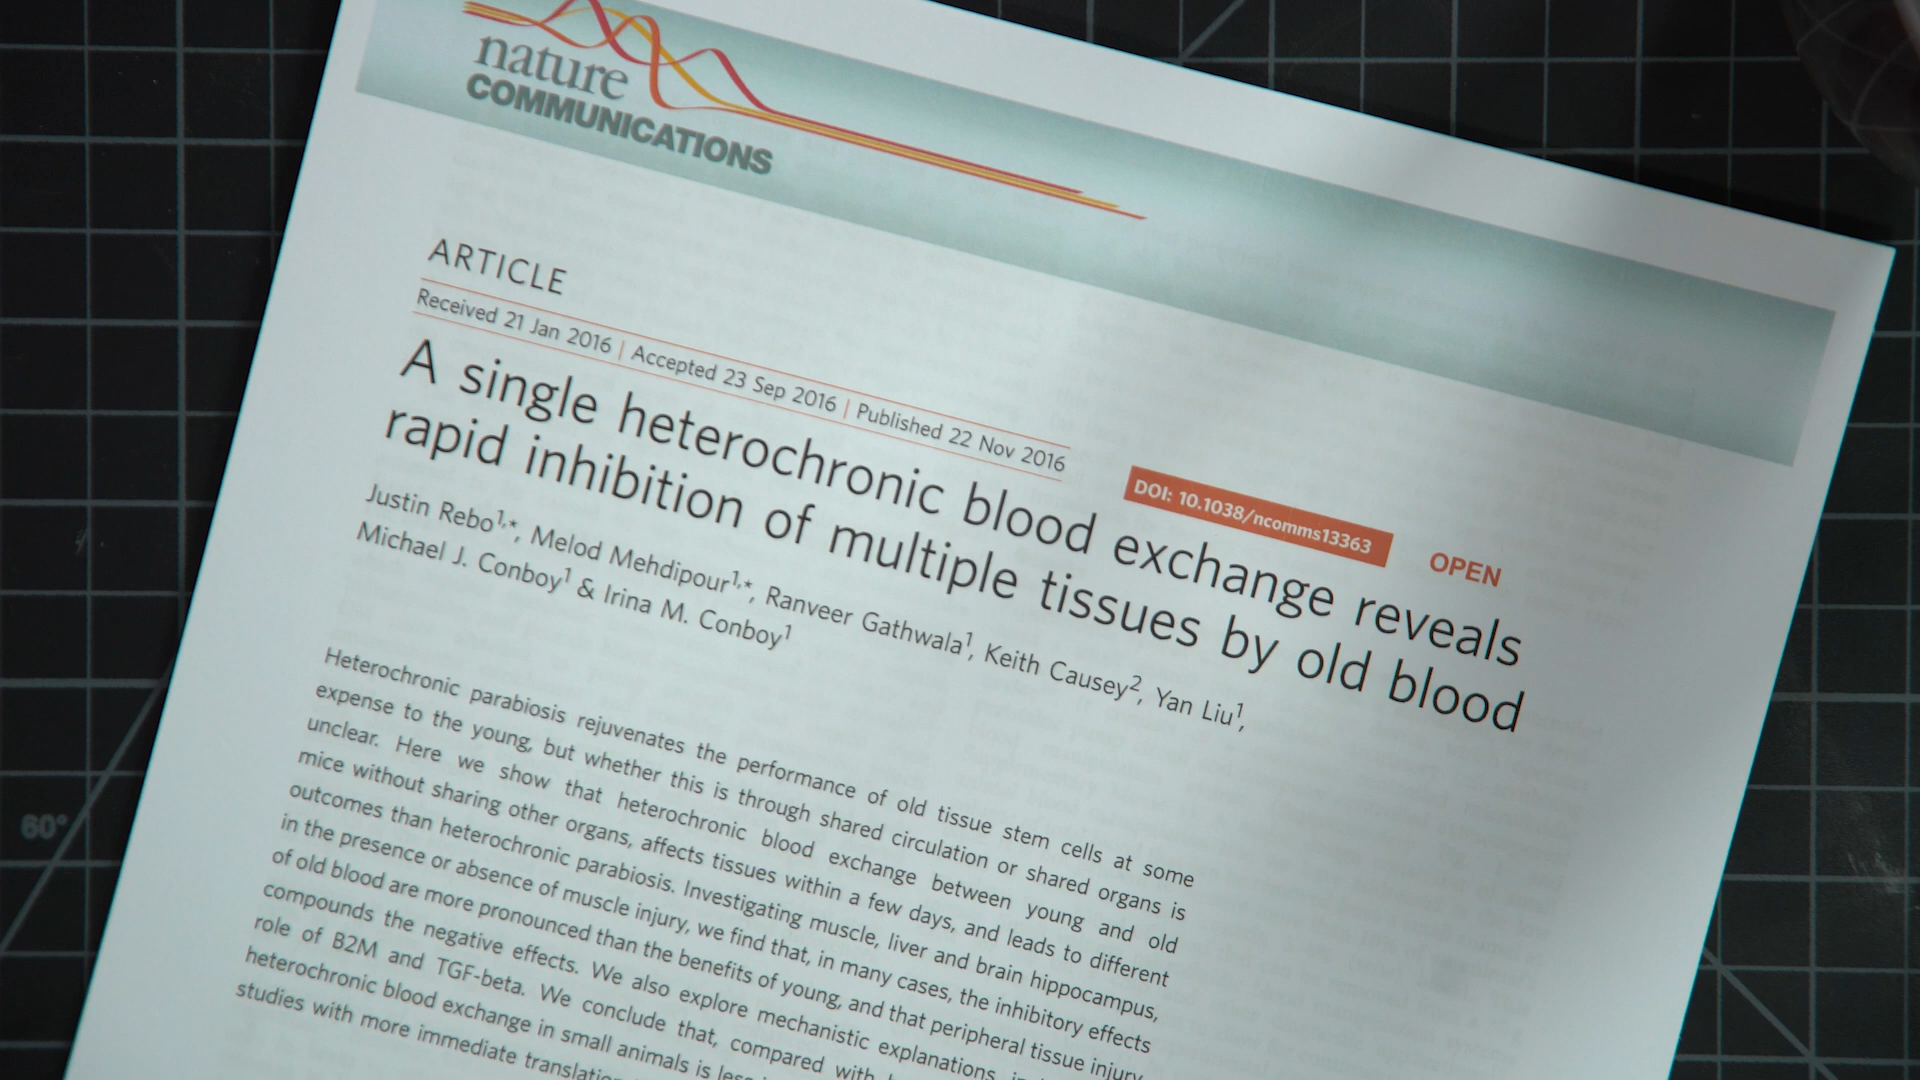 nature
COMMUNICATIONS
ARTICLE
Received 21 Jan 2016 | Accepted 23 Sep 2016 | Published 22 Nov 2016
DOI: 10.1038/ncomms13363
OPEN
A single heterochronic blood exchange reveals
rapid inhibition of multiple tissues by old blood
Justin Rebo1,*, Melod Mehdipour1,*, Ranveer Gathwala1, Keith Causey2, Yan Liu1,
Michael J. Conboy1 & Irina M. Conboy1
Heterochronic parabiosis rejuvenates the performance of old tissue stem cells at some
expense to the young, but whether this is through shared circulation or shared organs is
unclear. Here we show that heterochronic blood exchange between young and old
mice without sharing other organs, affects tissues within a few days, and leads to different
outcomes than heterochronic parabiosis. Investigating muscle, liver and brain hippocampus,
in the presence or absence of muscle injury, we find that, in many cases, the inhibitory effects
of old blood are more pronounced than the benefits of young, and that peripheral tissue injury
compounds the negative effects. We also explore mechanistic explanations,
role of B2M and TGF-beta. We conclude that, compared with
heterochronic blood exchange in small animals is
studies with more immediate
60°